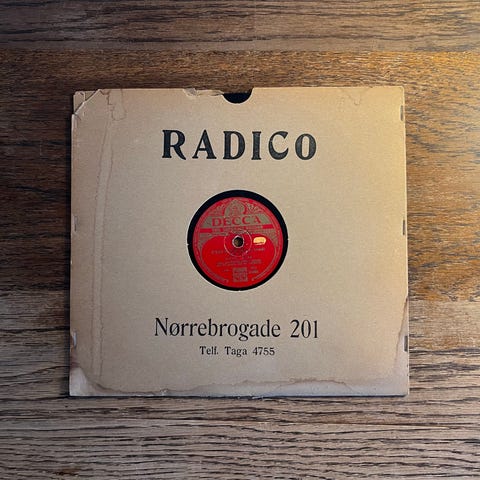 RADICO
DECCA
Nørrebrogade 201
Telf. Taga 4755